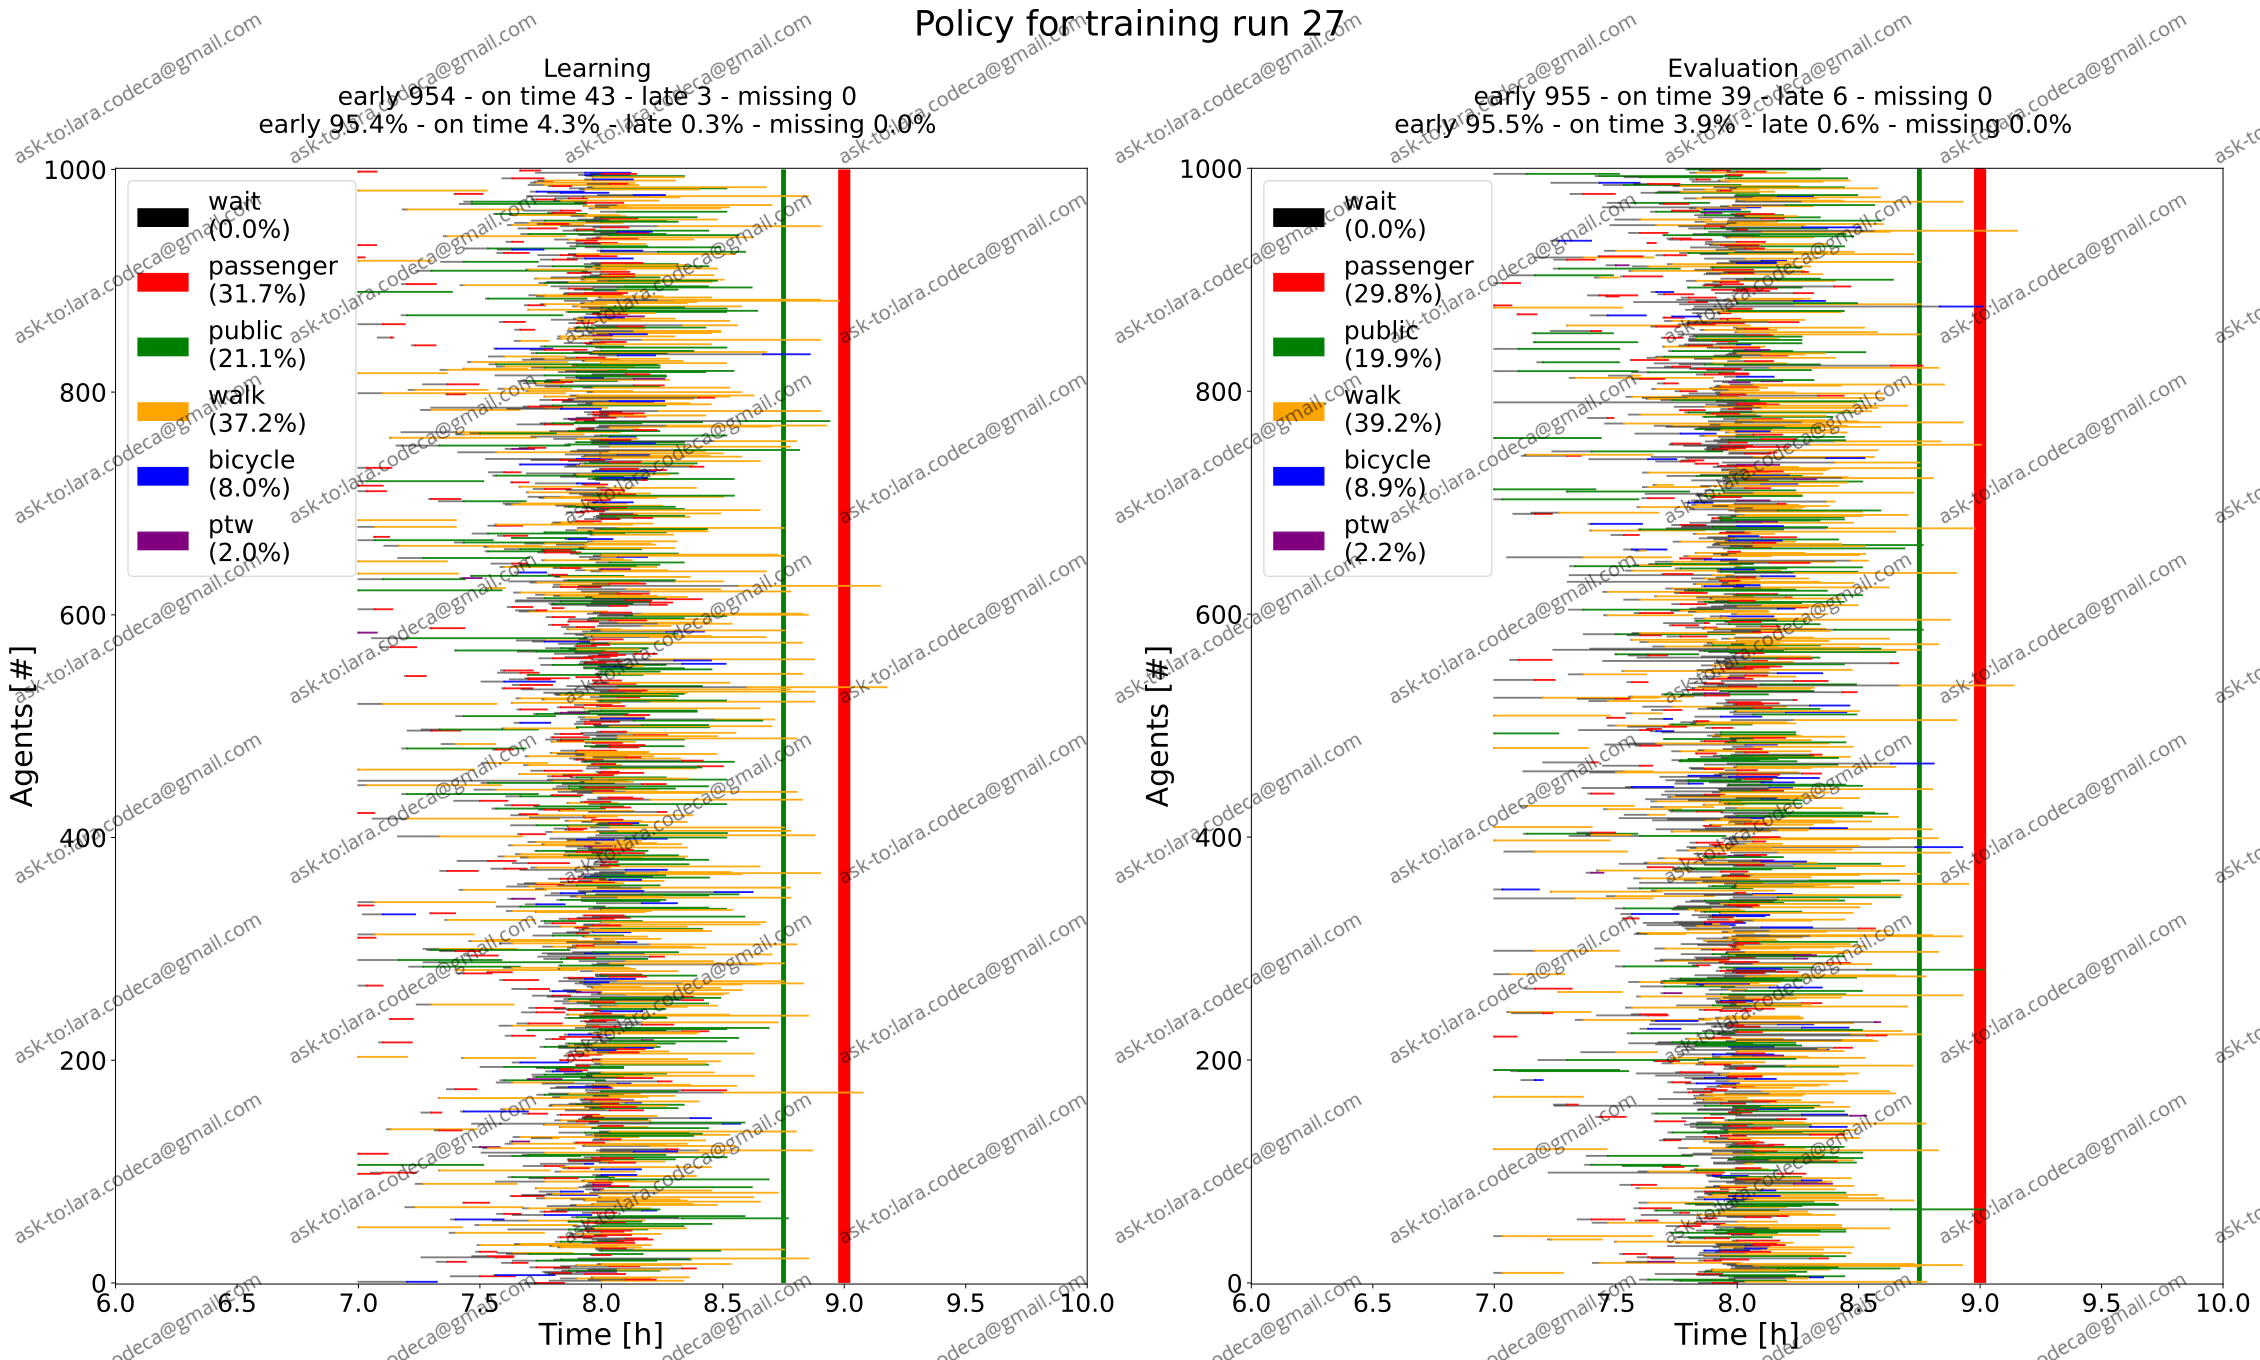 Policy for training run 27
Learning
early 954 - on time 43 - late 3 - missing 0
early 95.4% - on time 4.3% - late 0.3% - missing 0.0%
1000
800
600
400
200
0
Agents [#]
wait
(0.0%)
passenger
(31.7%)
public
(21.1%)
walk
(37.2%)
bicycle
(8.0%)
ptw
(2.0%)
6.0 6.5 7.0 7.5 8.0 8.5 9.0 9.5 10.0
Time [h]
Evaluation
early 955 - on time 39 - late 6 - missing 0
early 95.5% - on time 3.9% - late 0.6% - missing 0.0%
1000
800
600
400
200
0
Agents [#]
wait
(0.0%)
passenger
(29.8%)
public
(19.9%)
walk
(39.2%)
bicycle
(8.9%)
ptw
(2.2%)
6.0 6.5 7.0 7.5 8.0 8.5 9.0 9.5 10.0
Time [h]
ask-to:lara.codeca@gmail.com